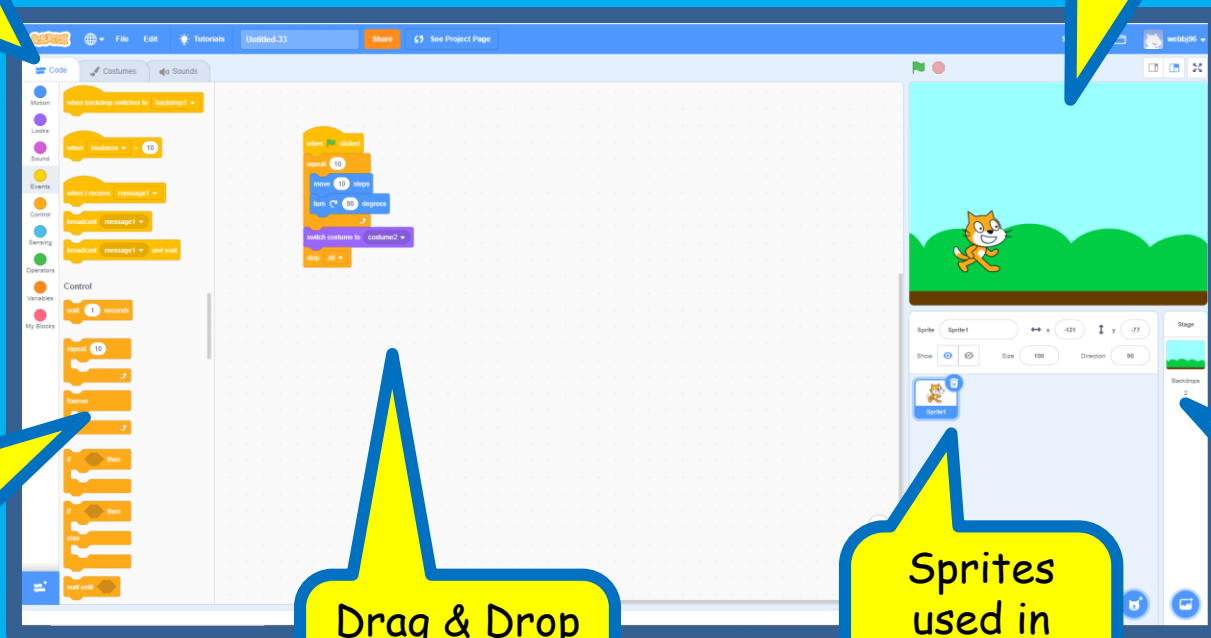 SCRATCH File Edit Tutorials Untitled-33 Share See Project Page webbj96
Code Costumes Sounds
Motion
Looks
Sound
Events
Control
Sensing
Operators
Variables
My Blocks
when backdrop switches to backdrop1
when loudness > 10
when I receive message1
broadcast message1
broadcast message1 and wait
Control
wait 1 seconds
repeat 10
forever
if then
if then
else
wait until
when clicked
repeat 10
move 10 steps
turn 90 degrees
switch costume to costume2
stop all
Sprite Sprite1 x -121 y -77
Show Size 100 Direction 90
Sprite1
Stage
Backdrops
2
Drag & Drop
Sprites
used in